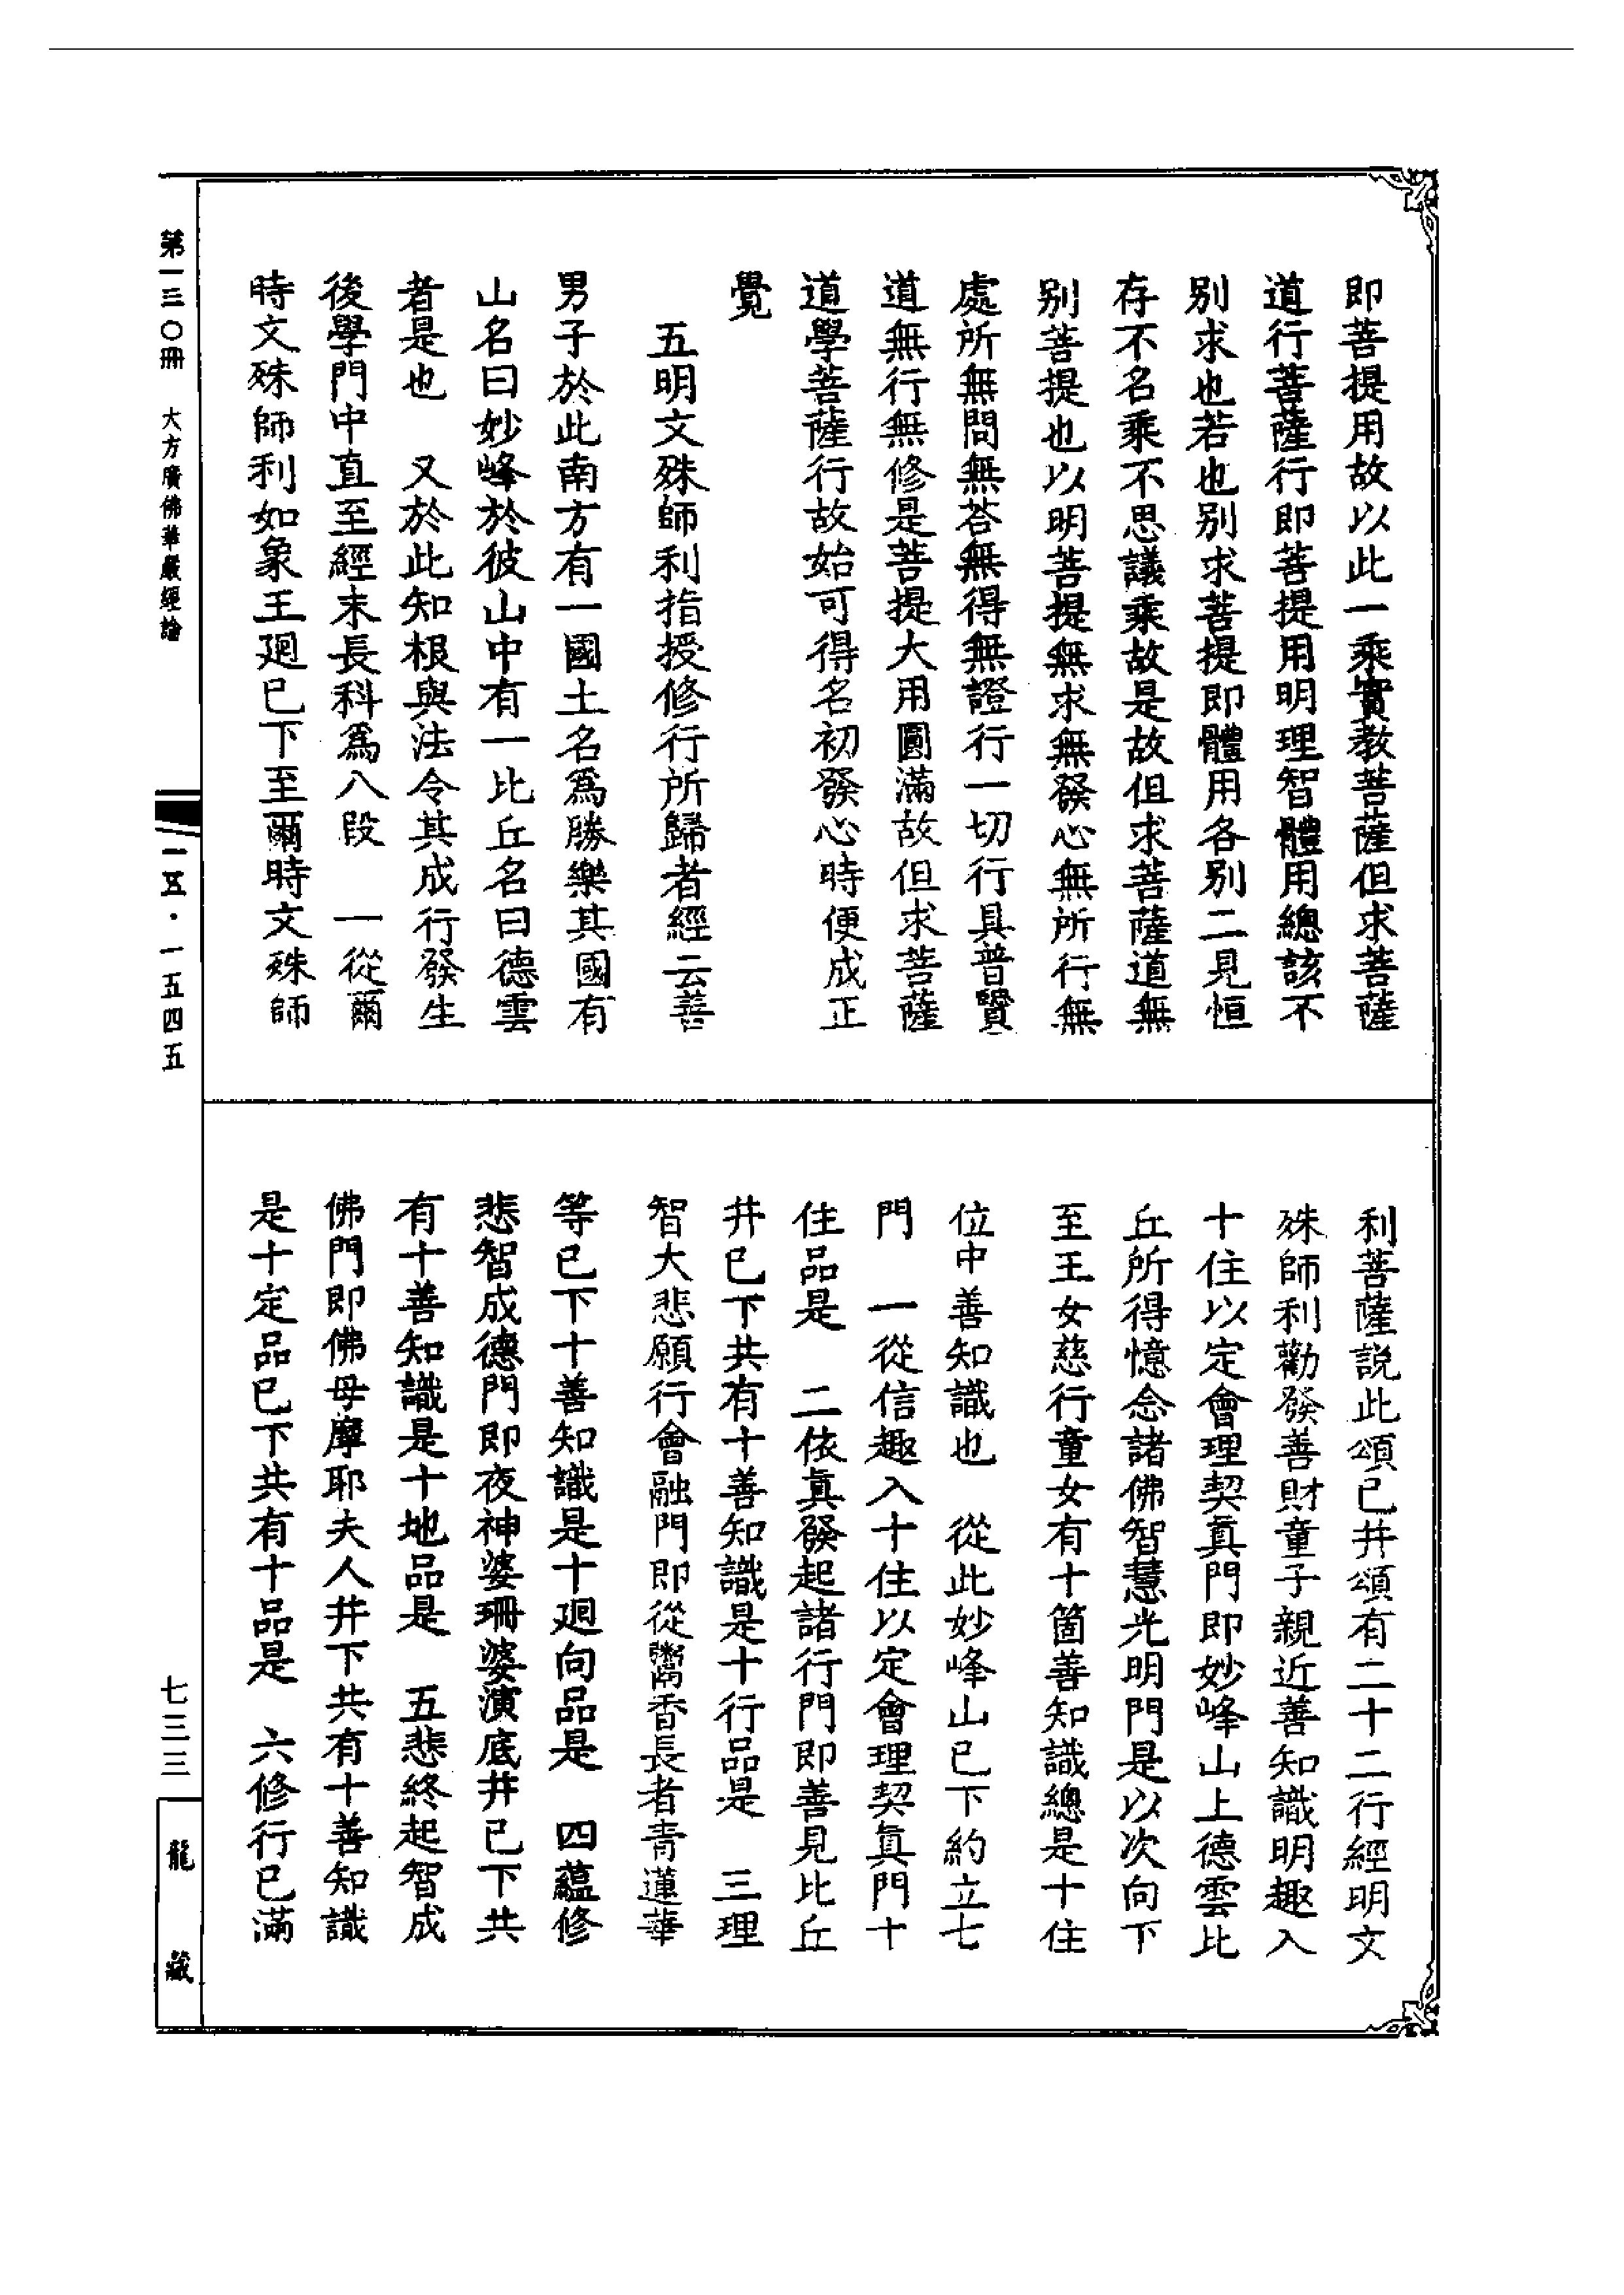 即菩提用故以此一乘實教菩薩但求菩薩
道行菩薩行即菩提用明理智體用總該不
別求也若也別求菩提即體用各別二見恒
存不名乘不思議乘故是故但求菩薩道無
別菩提也以明菩提無求無發心無所行無
處所無問無荅無得無證行一切行具普賢
道無行無修是菩提大用圓滿故但求菩薩
道學菩薩行故始可得名初發心時便成正
覺
五明文殊師利指授修行所歸者經云善
男子於此南方有一國土名爲勝樂其國有
山名曰妙峰於彼山中有一比丘名曰德雲
者是也 又於此知根與法令其成行發生
後學門中直至經末長科爲八段 一從爾
時文殊師利如象王迴已下至爾時文殊師
利菩薩説此頌已并頌有二十二行經明文
殊師利勸發善財童子親近善知識明趣入
十住以定會理契真門即妙峰山上德雲比
丘所得憶念諸佛智慧光明門是以次向下
至王女慈行童女有十箇善知識總是十住
位中善知識也 從此妙峰山已下約立七
門 一從信趣入十住以定會理契真門十
住品是 二依真發起諸行門即善見比丘
井已下共有十善知識是十行品是 三理
智大悲願行會融門即從鬻香長者青蓮華
等已下十善知識是十迴向品是 四蘊修
悲智成德門即夜神婆珊婆演底井已下共
有十善知識是十地品是 五悲終起智成
佛門即佛母摩耶夫人井下共有十善知識
是十定品已下共有十品是 六修行已滿
第一三〇冊 大方廣佛華嚴經論
一五·一五四五
七三三
龍藏